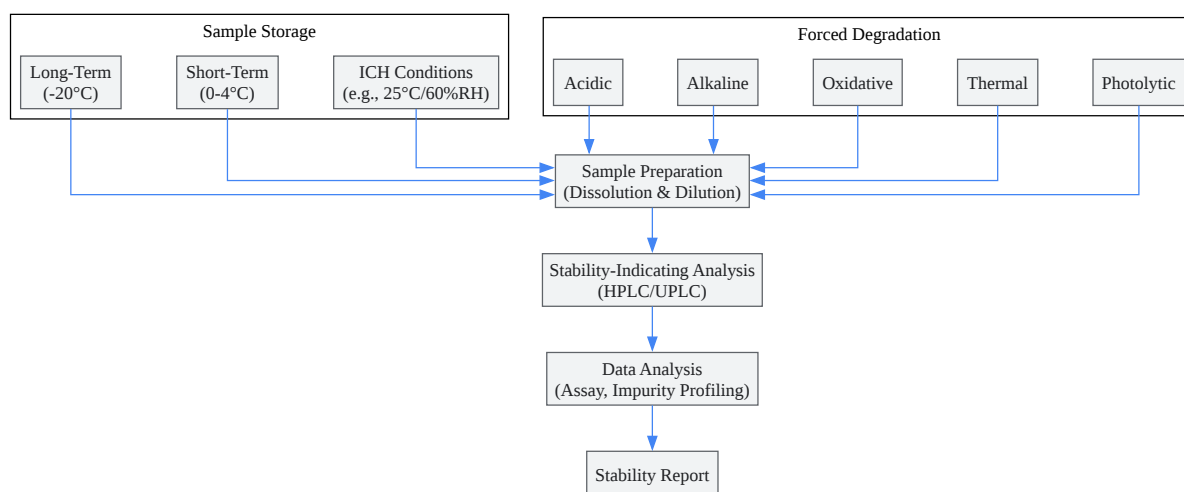 Sample Storage
Long-Term
(-20°C)
Short-Term
(0-4°C)
ICH Conditions
(e.g., 25°C/60%RH)
Forced Degradation
Acidic
Alkaline
Oxidative
Thermal
Photolytic
Sample Preparation
(Dissolution & Dilution)
Stability-Indicating Analysis
(HPLC/UPLC)
Data Analysis
(Assay, Impurity Profiling)
Stability Report